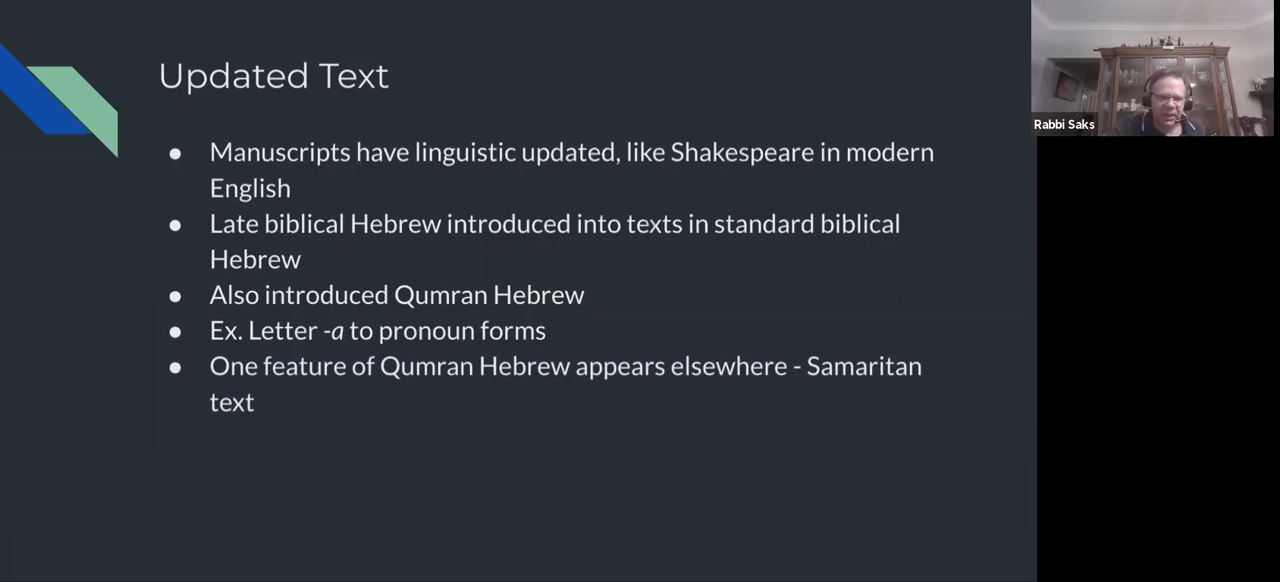 Updated Text
● Manuscripts have linguistic updated, like Shakespeare in modern
English
● Late biblical Hebrew introduced into texts in standard biblical
Hebrew
● Also introduced Qumran Hebrew
● Ex. Letter -a to pronoun forms
● One feature of Qumran Hebrew appears elsewhere - Samaritan
text
Rabbi Saks